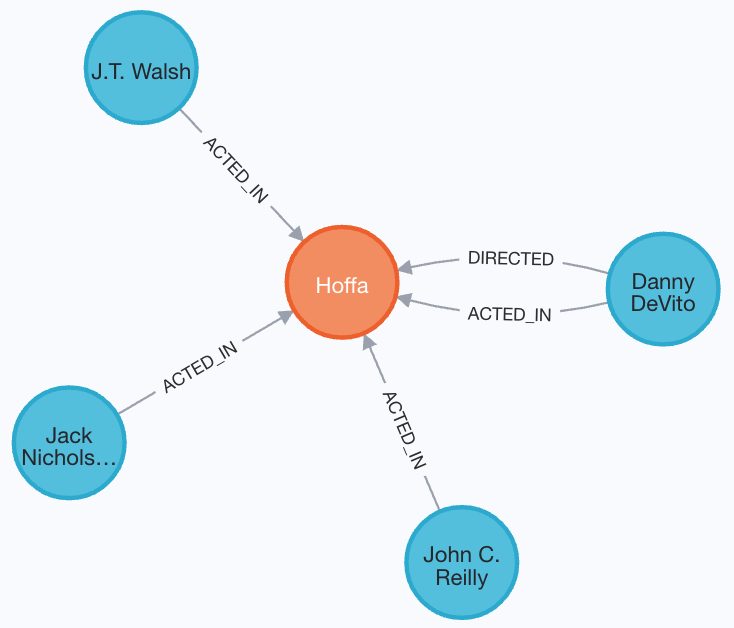 J.T. Walsh
ACTED_IN
Hoffa
DIRECTED
ACTED_IN
Danny
DeVito
ACTED_IN
Jack
Nichols...
ACTED_IN
John C.
Reilly